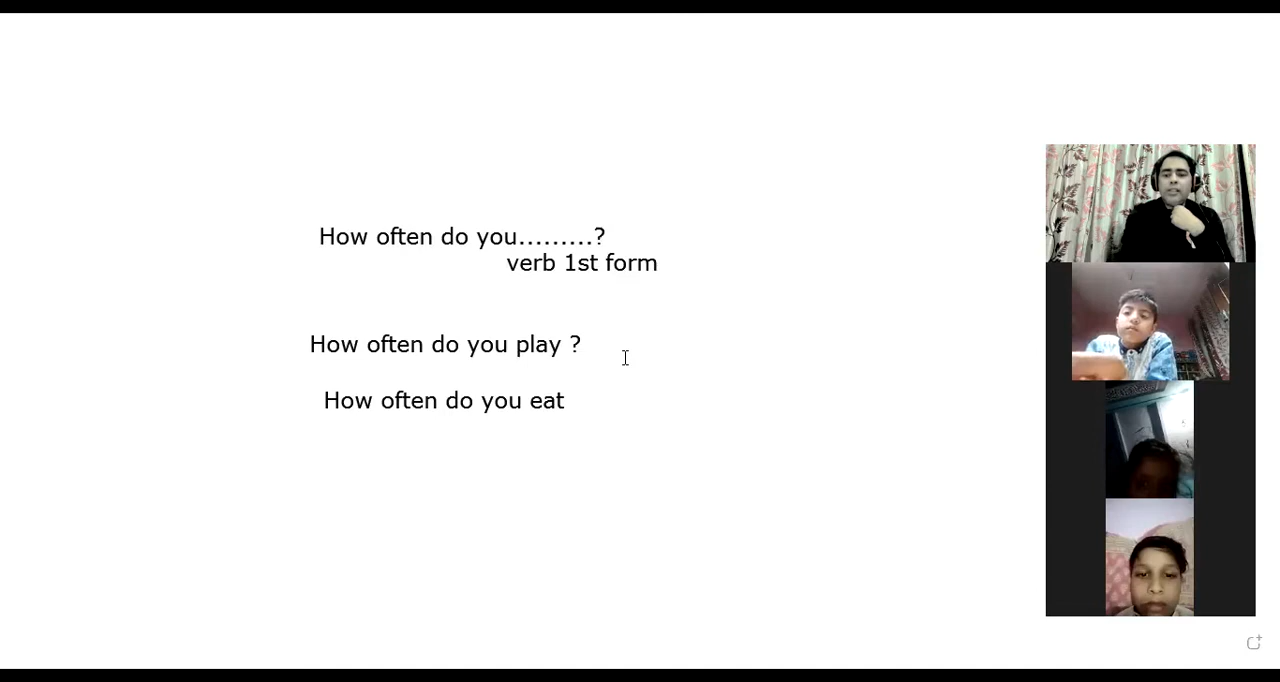 How often do you.........?
verb 1st form
How often do you play ?
How often do you eat